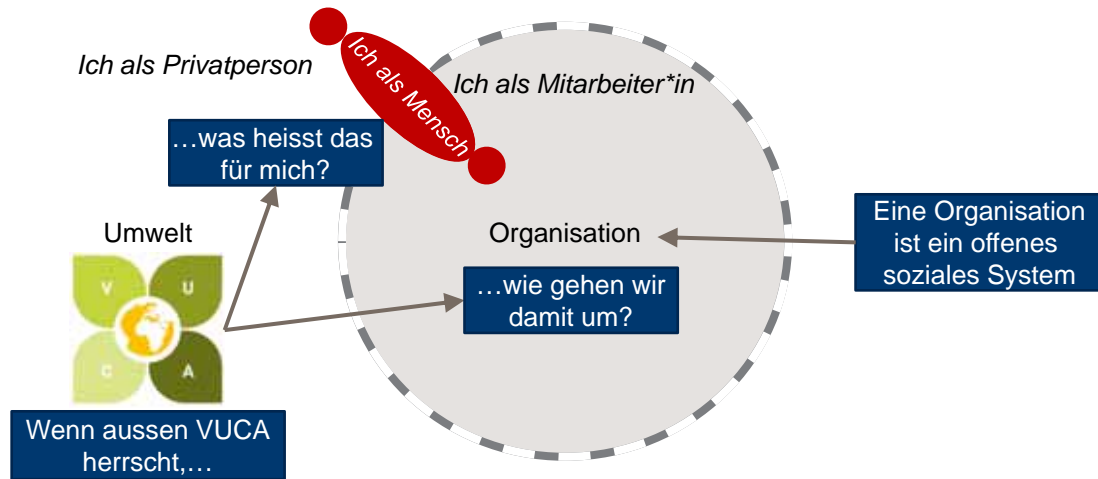 Ich als Privatperson
Ich als Mensch
Ich als Mitarbeiter*in
…was heisst das
für mich?
Umwelt
V U
C A
Organisation
…wie gehen wir
damit um?
Eine Organisation
ist ein offenes
soziales System
Wenn aussen VUCA
herrscht,…